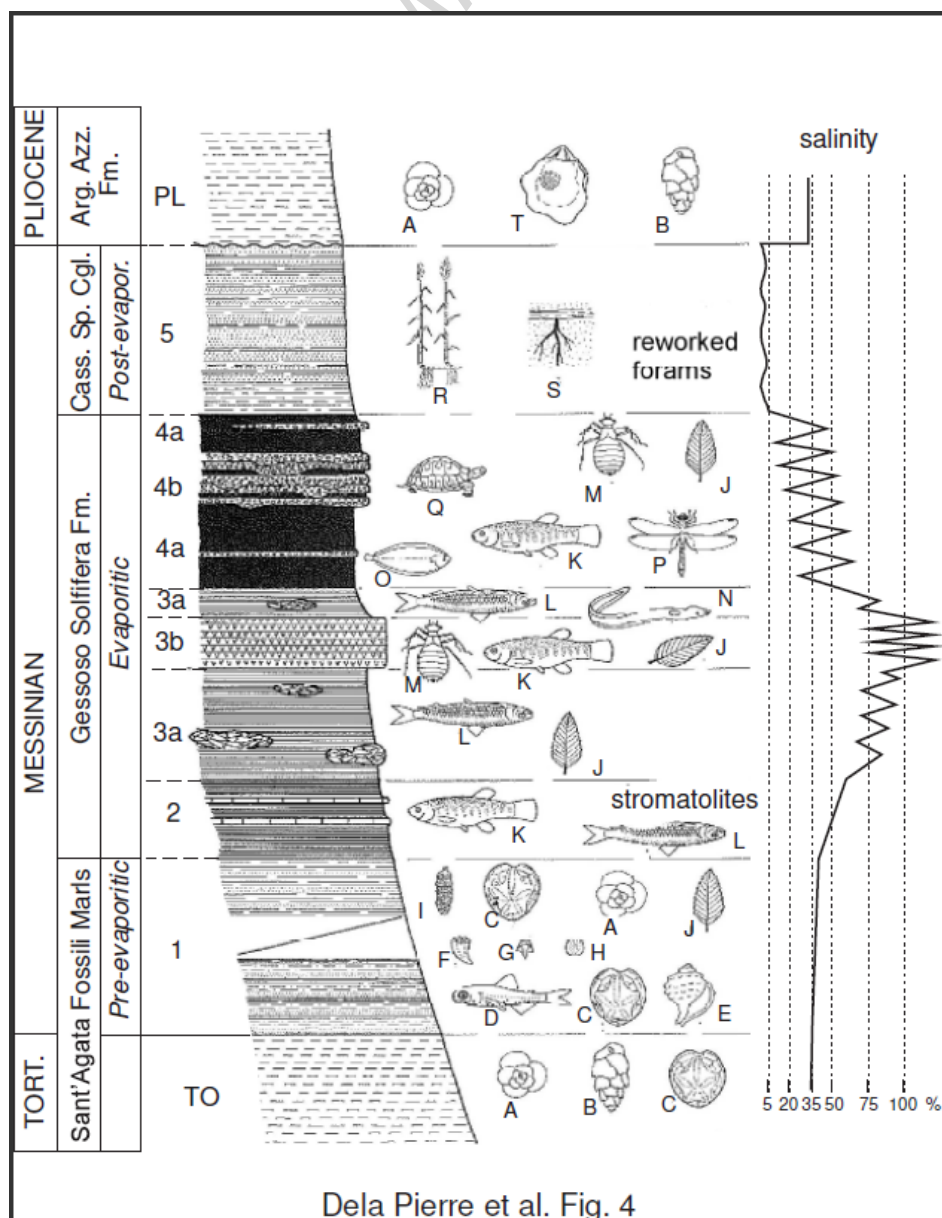 salinity
PLIOCENE
Arg. Azz.
Fm.
PL
A
T
B
MESSINIAN
Cass. Sp. Cgl.
Post-evapor.
5
R
S
reworked
forams
Gessoso Solfifera Fm.
Evaporitic
4a
M
J
4b
Q
4a
O
K
P
3a
L
N
3b
M
K
J
3a
L
J
2
K
stromatolites
L
Sant'Agata Fossili Marls
Pre-evaporitic
1
I
C
A
J
F
G
H
D
C
E
TORT.
TO
A
B
C
5 20 35 50 75 100 %
Dela Pierre et al. Fig. 4